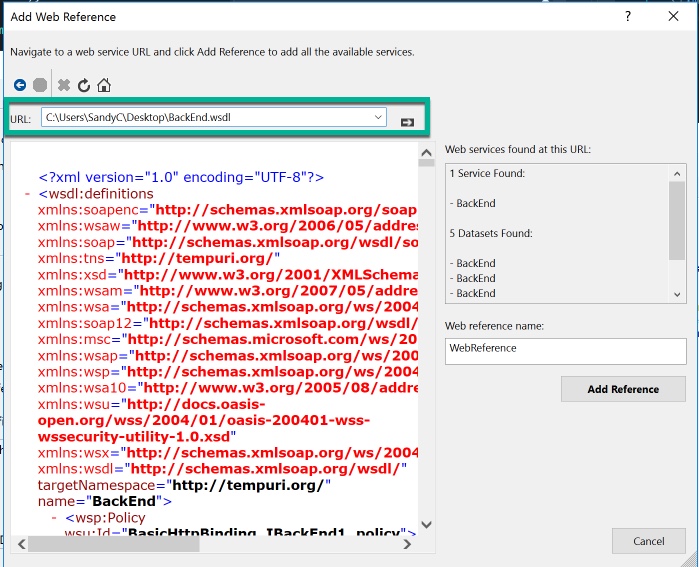 Add Web Reference
? ×
Navigate to a web service URL and click Add Reference to add all the available services.
URL: C:\Users\SandyC\Desktop\BackEnd.wsdl
<?xml version="1.0" encoding="UTF-8"?>
- <wsdl:definitions
xmlns:soapenc="http://schemas.xmlsoap.org/soap
xmlns:wsaw="http://www.w3.org/2006/05/addre
xmlns:soap="http://schemas.xmlsoap.org/wsdl/so
xmlns:tns="http://tempuri.org/"
xmlns:xsd="http://www.w3.org/2001/XMLSchema
xmlns:wsam="http://www.w3.org/2007/05/addre
xmlns:wsa="http://schemas.xmlsoap.org/ws/2004
xmlns:soap12="http://schemas.xmlsoap.org/wsdl/
xmlns:msc="http://schemas.microsoft.com/ws/20
xmlns:wsap="http://schemas.xmlsoap.org/ws/200
xmlns:wsp="http://schemas.xmlsoap.org/ws/2004
xmlns:wsa10="http://www.w3.org/2005/08/addre
xmlns:wsu="http://docs.oasis-
open.org/wss/2004/01/oasis-200401-wss-
wssecurity-utility-1.0.xsd"
xmlns:wsx="http://schemas.xmlsoap.org/ws/2004
xmlns:wsdl="http://schemas.xmlsoap.org/wsdl/"
targetNamespace="http://tempuri.org/"
name="BackEnd">
- <wsp:Policy
wsu:Id="BasicHttpBinding_IBackEnd1_policy">
Web services found at this URL:
1 Service Found:
- BackEnd
5 Datasets Found:
- BackEnd
- BackEnd
- BackEnd
Web reference name:
WebReference
Add Reference
Cancel